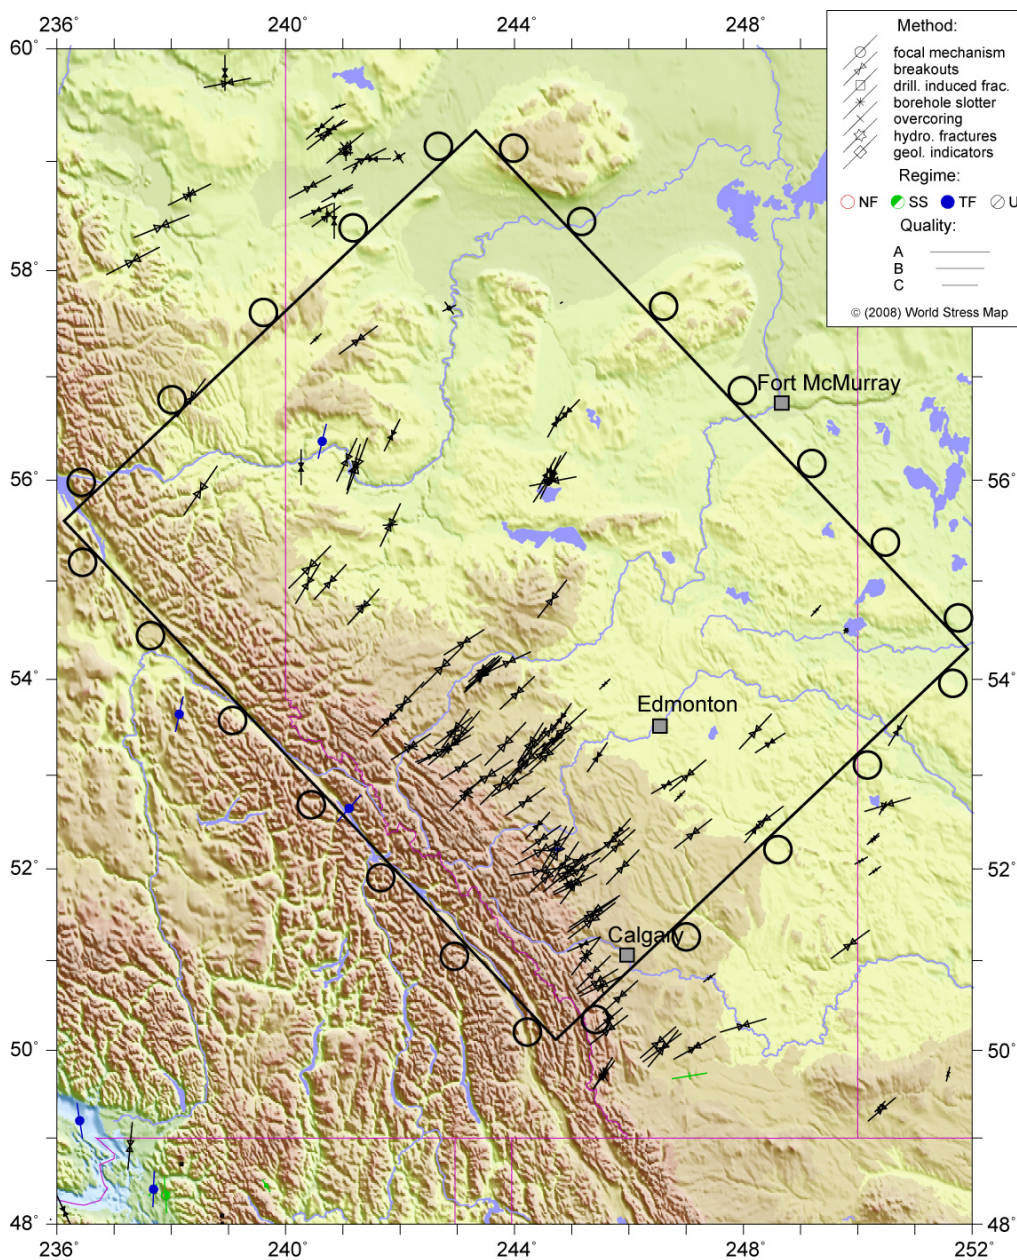 236˚
240˚
244˚
248˚
60˚
58˚
56˚
54˚
52˚
50˚
48˚
48˚
50˚
52˚
54˚
56˚
236˚
240˚
244˚
248˚
252˚
Method:
focal mechanism
breakouts
drill. induced frac.
borehole slotter
overcoring
hydro. fractures
geol. indicators
Regime:
NF SS TF U
Quality:
A
B
C
© (2008) World Stress Map
Fort McMurray
Edmonton
Calgary